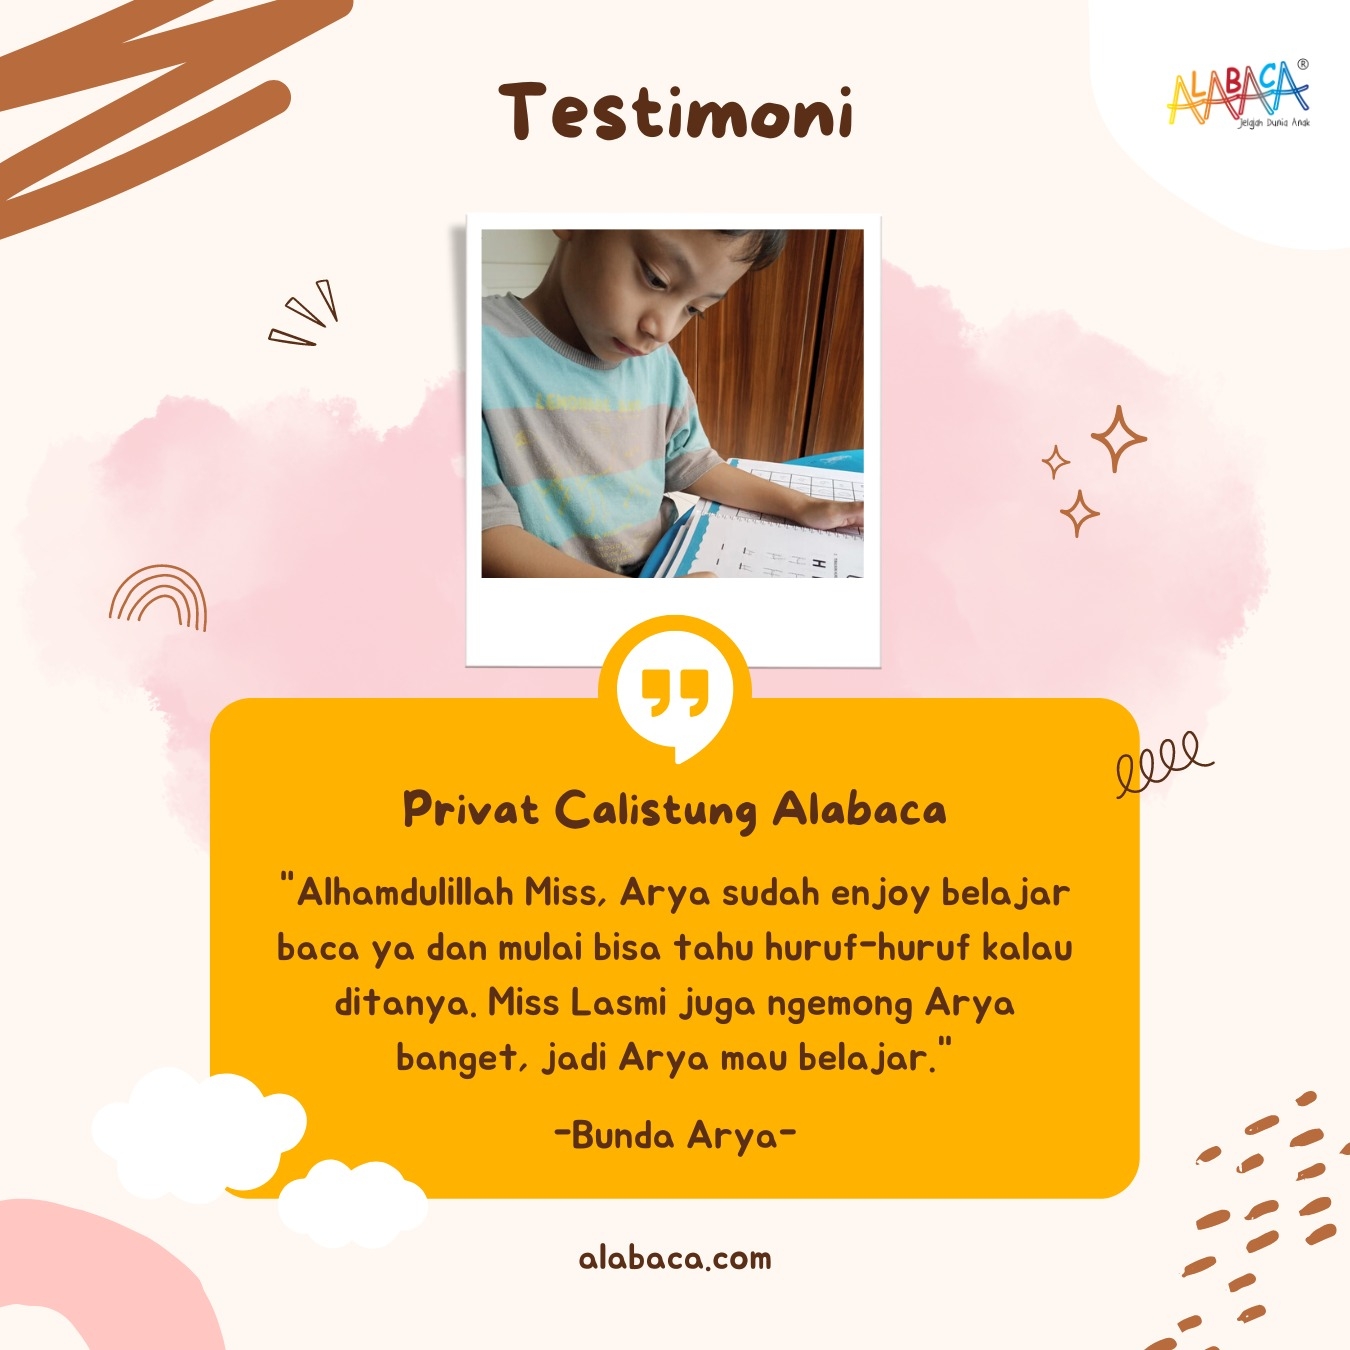 Testimoni
ALABACA®
Jelajah Dunia Anak
Privat Calistung Alabaca
"Alhamdulillah Miss, Arya sudah enjoy belajar
baca ya dan mulai bisa tahu huruf-huruf kalau
ditanya. Miss Lasmi juga ngemong Arya
banget, jadi Arya mau belajar."
-Bunda Arya-
alabaca.com